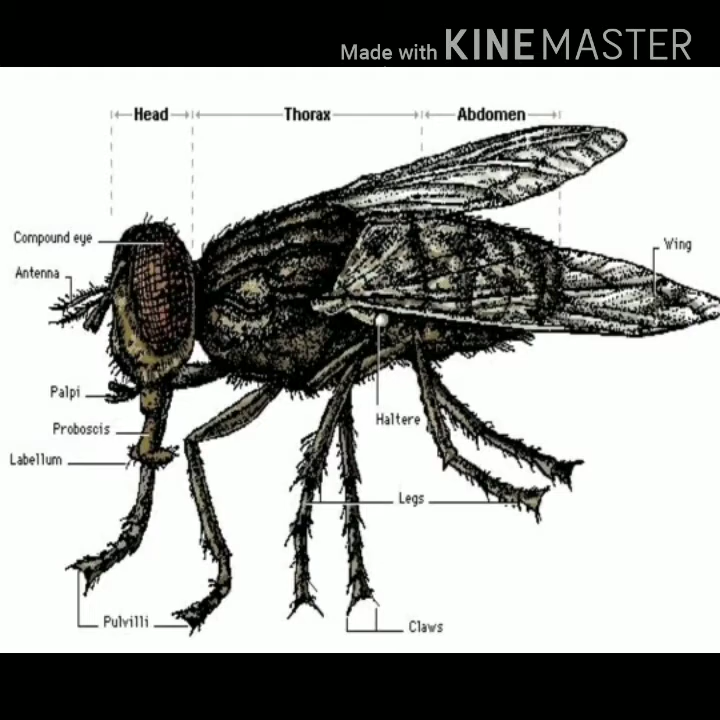 Made with KINEMASTER
Head Thorax Abdomen
Compound eye
Wing
Antenna
Palpi
Haltere
Proboscis
Labellum
Legs
Pulvilli
Claws